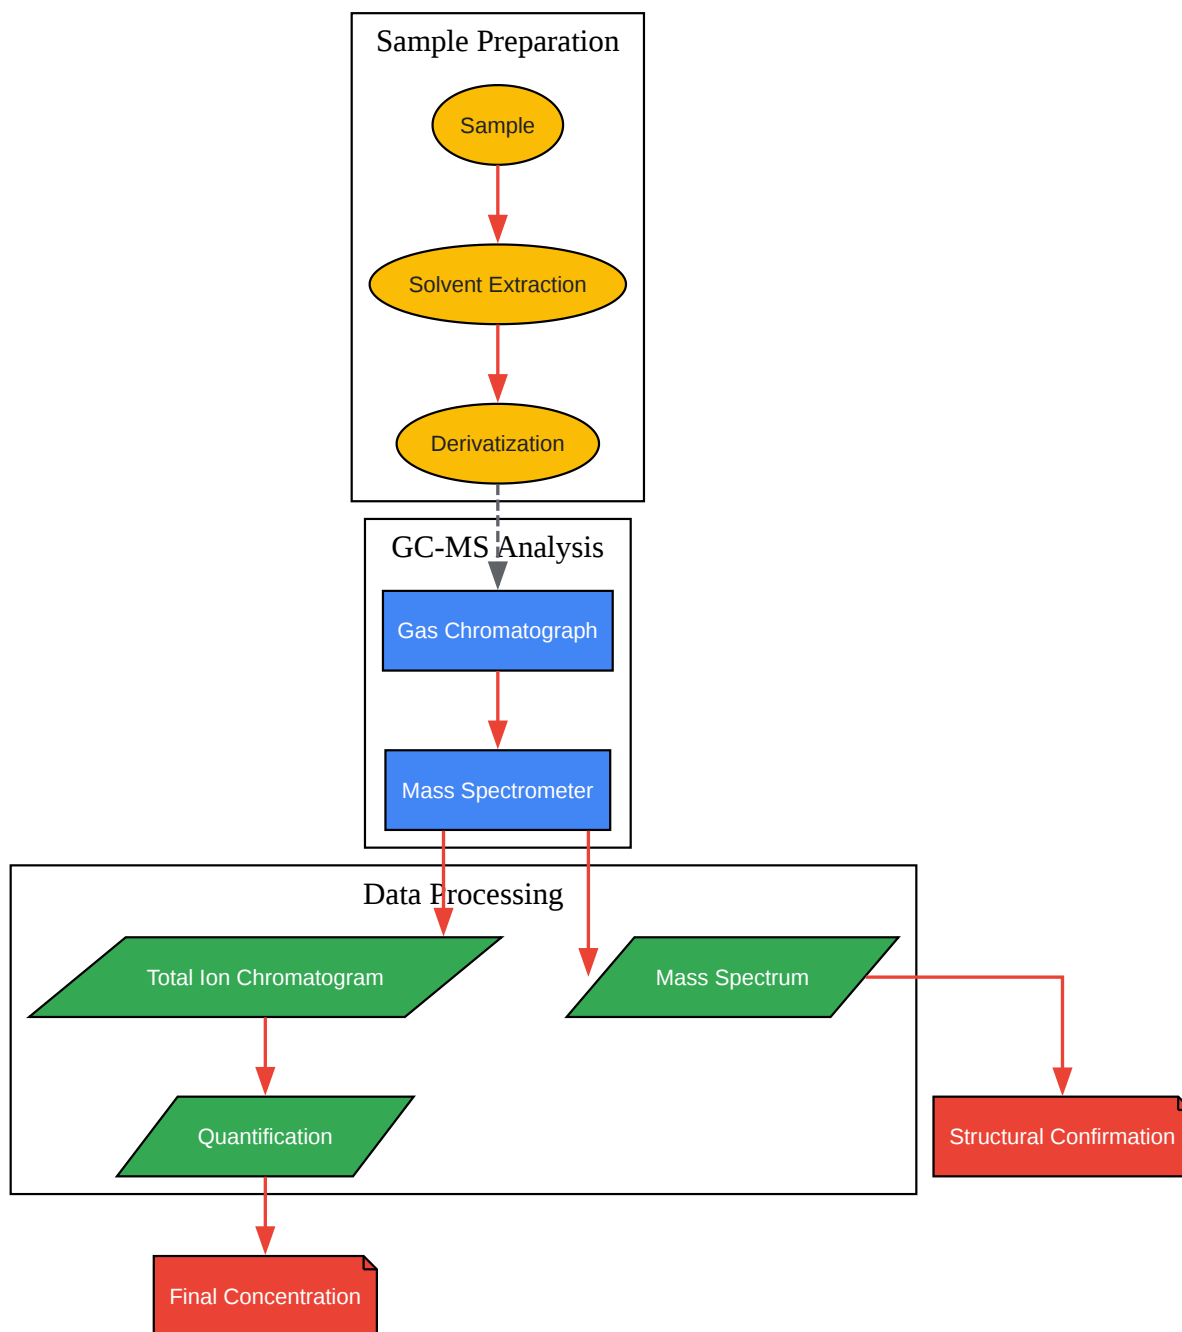 Sample Preparation
Sample
Solvent Extraction
Derivatization
GC-MS Analysis
Gas Chromatograph
Mass Spectrometer
Data Processing
Total Ion Chromatogram
Mass Spectrum
Quantification
Structural Confirmation
Final Concentration